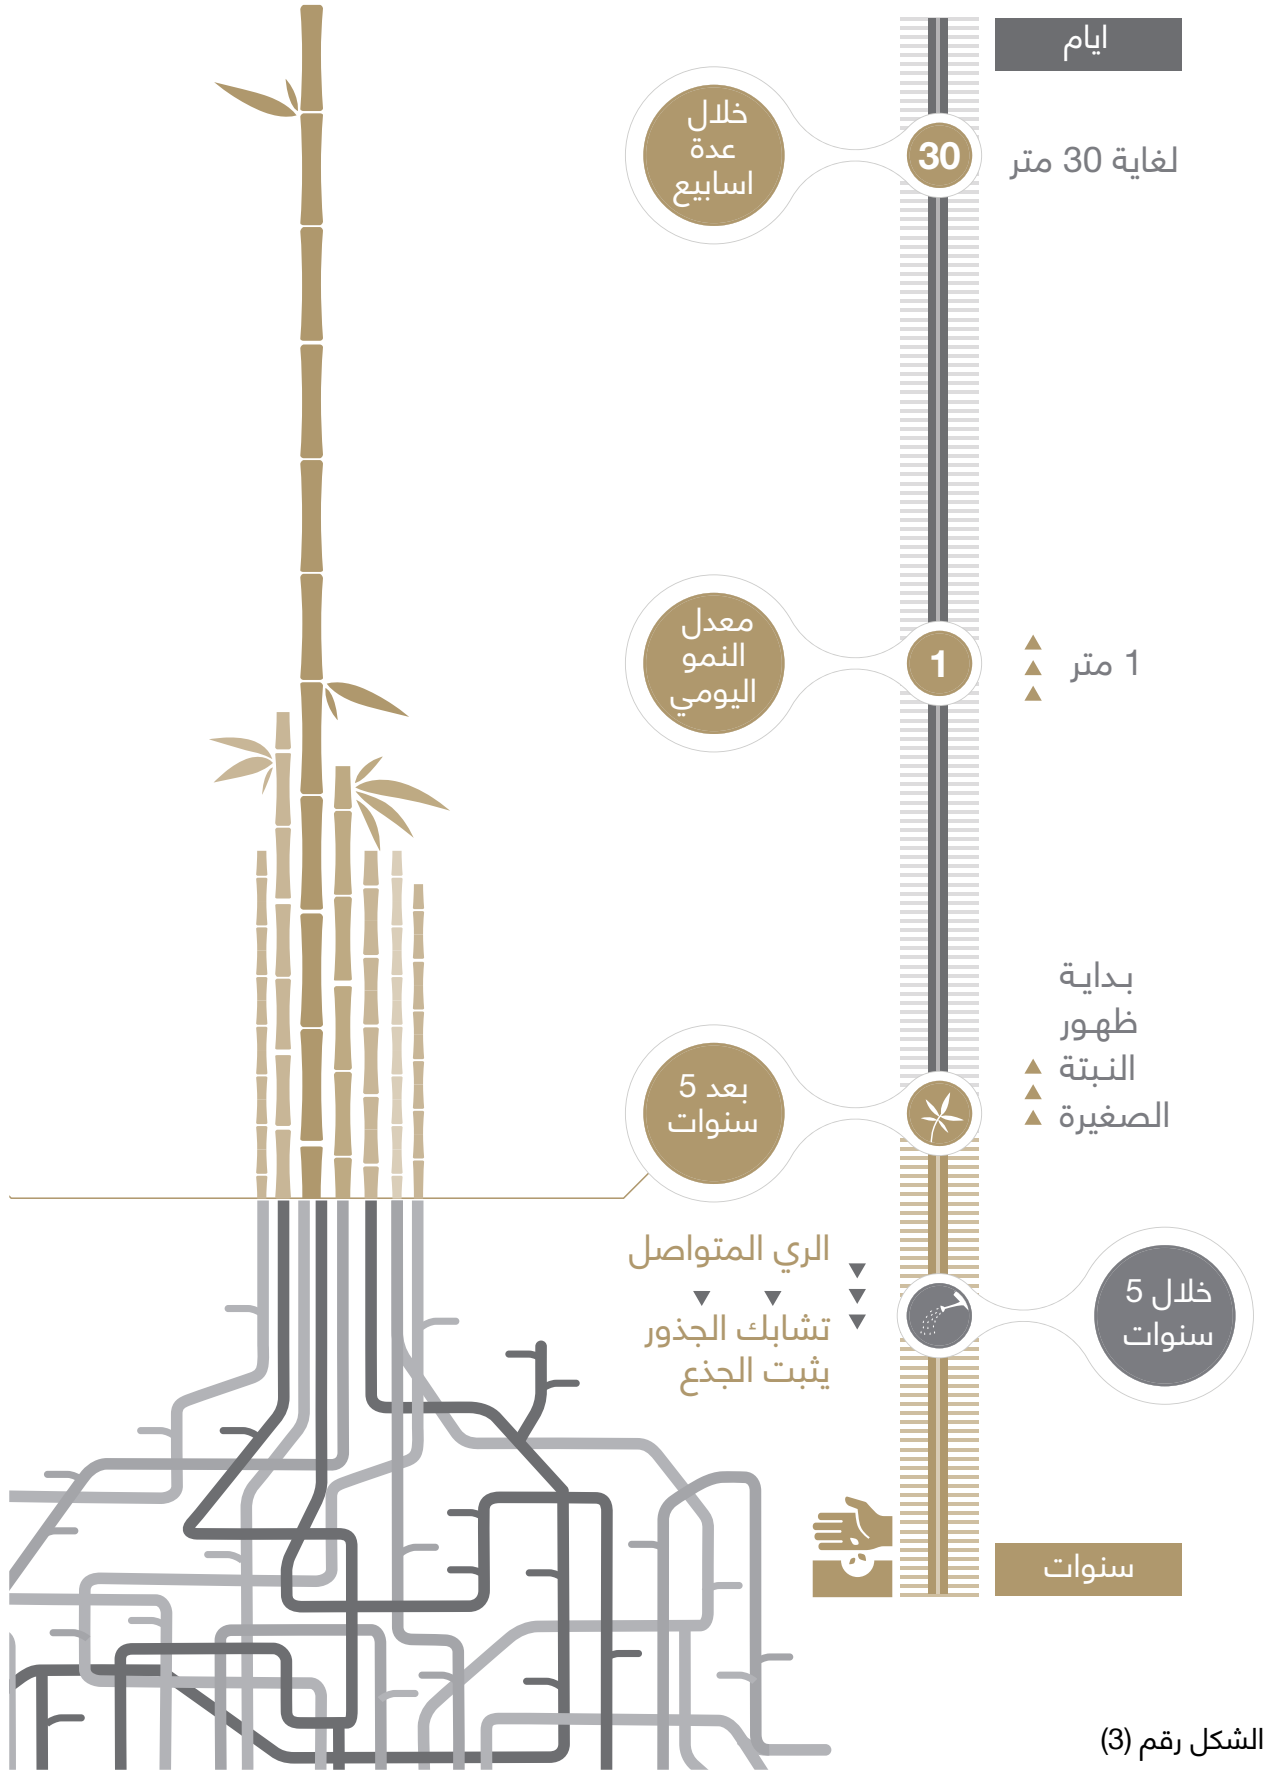 ايام
لغاية 30 متر
30
خلال
عدة
اسابيع
1 متر
1
معدل
النمو
اليومي
بداية
ظهور
النبتة
الصغيرة
بعد 5
سنوات
خلال 5
سنوات
الري المتواصل
تشابك الجذور
يثبت الجذع
سنوات
الشكل رقم (3)